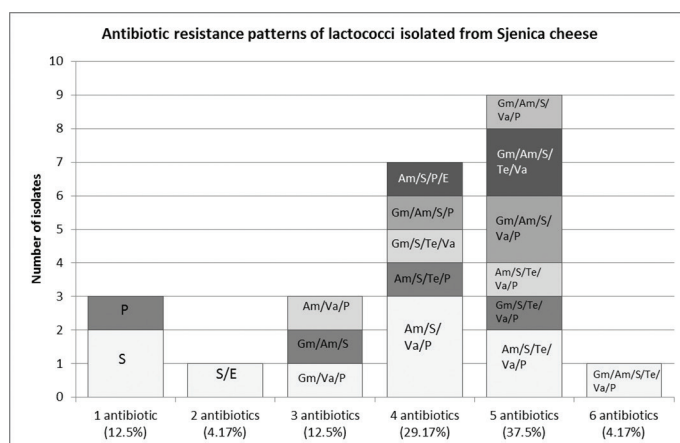 Antibiotic resistance patterns of lactococci isolated from Sjenica cheese
Number of isolates
10
9
8
7
6
5
4
3
2
1
0
P
S
S/E
Am/Va/P
Gm/Am/S
Gm/Va/P
Am/S/P/E
Gm/Am/S/P
Gm/S/Te/Va
Am/S/Te/P
Am/S/
Va/P
Gm/Am/S/
Va/P
Gm/Am/S/
Te/Va
Gm/Am/S/
Va/P
Am/S/Te/
Va/P
Gm/S/Te/
Va/P
Am/S/Te/
Va/P
Gm/Am/S/Te/
Va/P
1 antibiotic
(12.5%)
2 antibiotics
(4.17%)
3 antibiotics
(12.5%)
4 antibiotics
(29.17%)
5 antibiotics
(37.5%)
6 antibiotics
(4.17%)